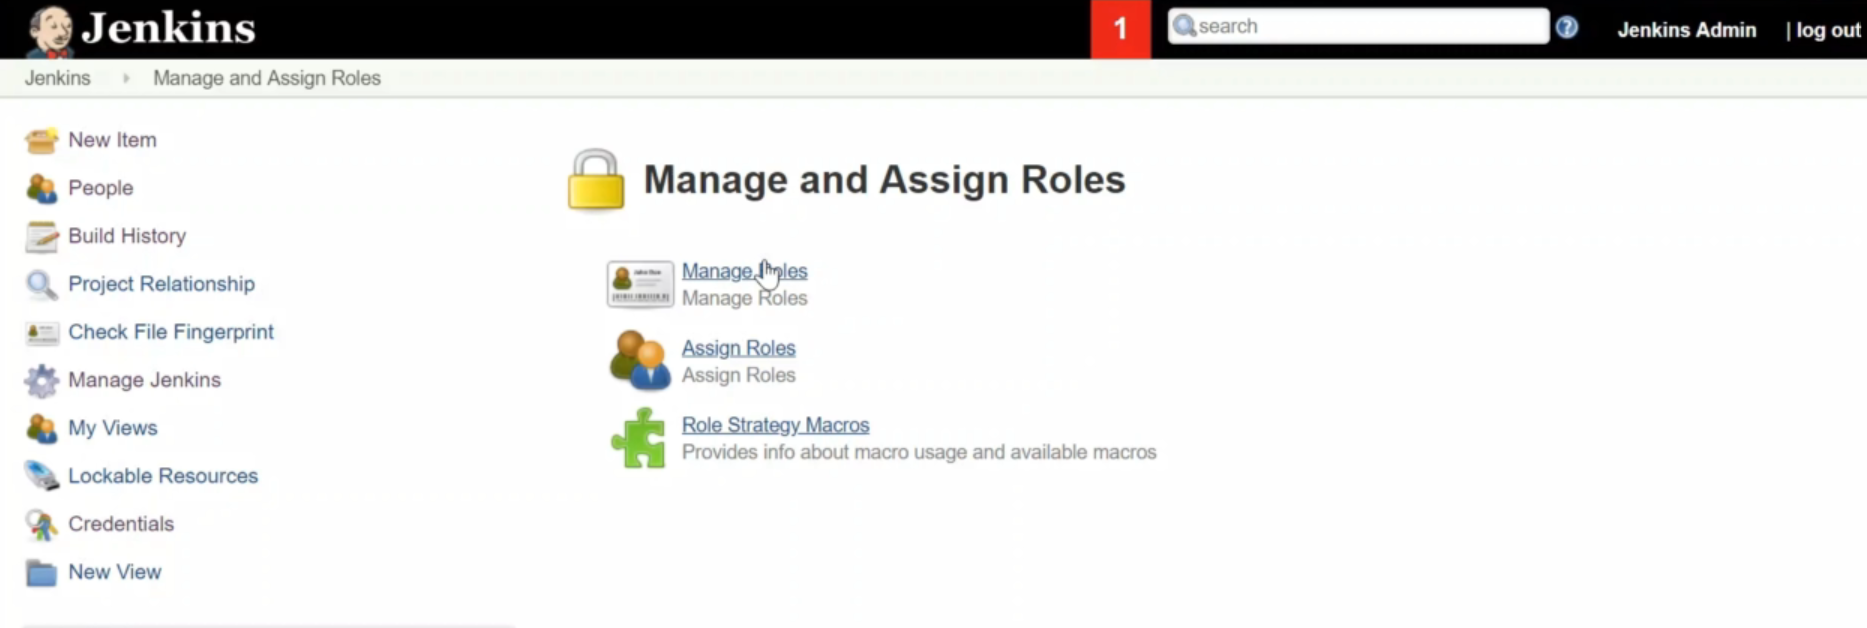 Jenkins
1
search
Jenkins Admin | log out
Jenkins Manage and Assign Roles
New Item
People
Build History
Project Relationship
Check File Fingerprint
Manage Jenkins
My Views
Lockable Resources
Credentials
New View
Manage and Assign Roles
Manage Roles
Manage Roles
Assign Roles
Assign Roles
Role Strategy Macros
Provides info about macro usage and available macros